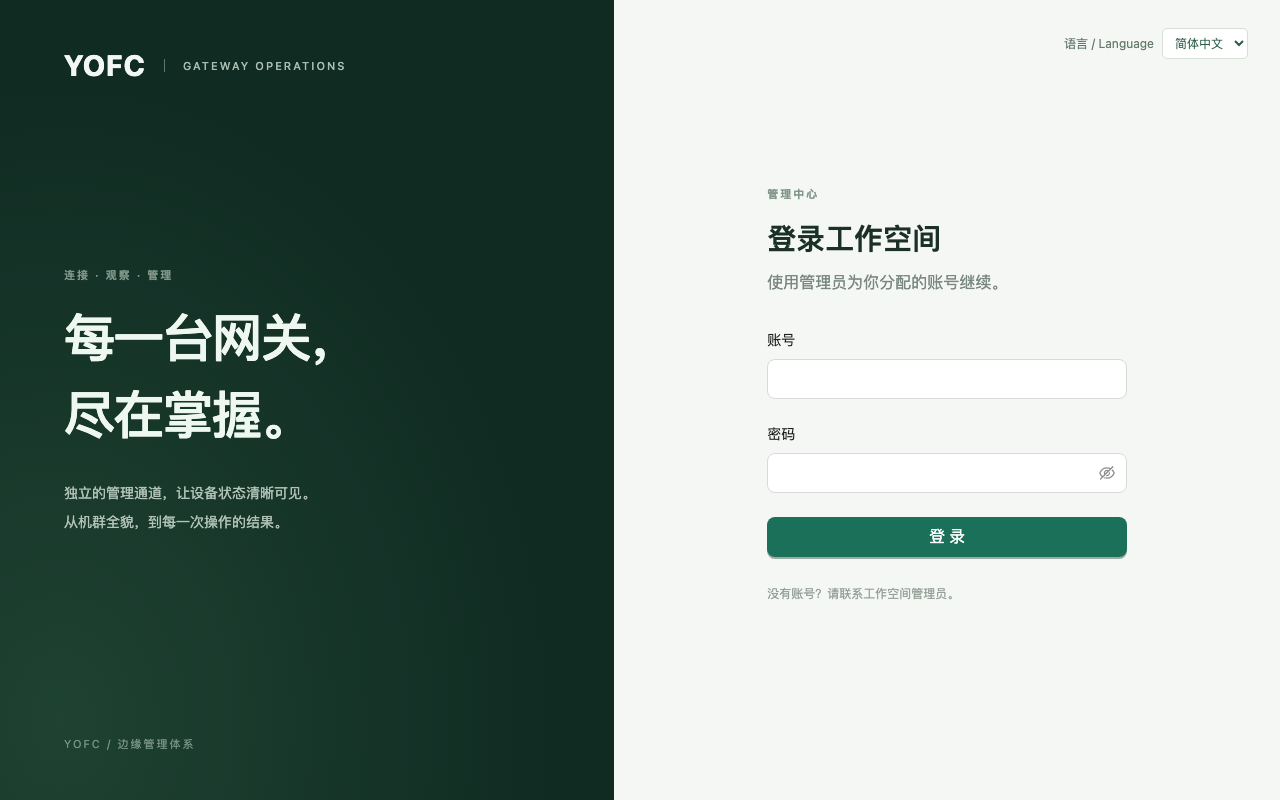 YOFC
GATEWAY OPERATIONS
连接 · 观察 · 管理
每一台网关，
尽在掌握。
独立的管理通道，让设备状态清晰可见。
从机群全貌，到每一次操作的结果。
YOFC / 边缘管理体系
语言 / Language
简体中文
管理中心
登录工作空间
使用管理员为你分配的账号继续。
账号
密码
登 录
没有账号？请联系工作空间管理员。